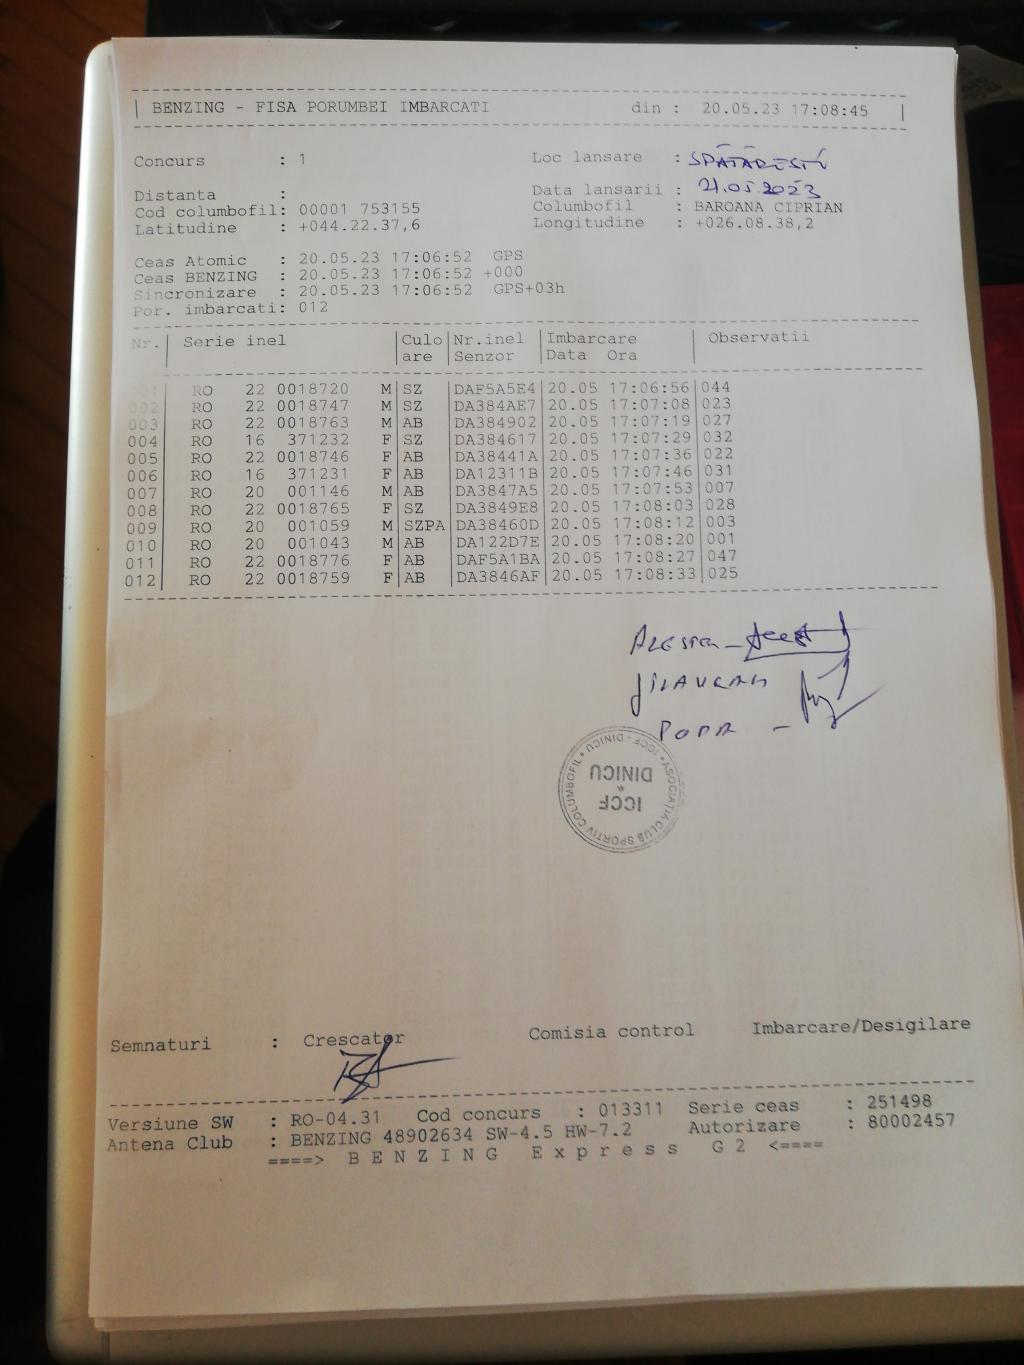 BENZING - FISA PORUMBEI IMBARCATI din : 20.05.23 17:08:45
Concurs : 1 Loc lansare : SPĂTĂREȘTI
Distanta : Data lansarii : 21.05.2023
Cod columbofil: 00001 753155 Columbofil : BAROANA CIPRIAN
Latitudine : +044.22.37,6 Longitudine : +026.08.38,2
Ceas Atomic : 20.05.23 17:06:52 GPS
Ceas BENZING : 20.05.23 17:06:52 +000
Sincronizare : 20.05.23 17:06:52 GPS+03h
Por. imbarcati: 012
Nr. Serie inel Culo Nr.inel Imbarcare Observatii
are Senzor Data Ora
001 RO 22 0018720 M SZ DAF5A5E4 20.05 17:06:56 044
002 RO 22 0018747 M SZ DA384AE7 20.05 17:07:08 023
003 RO 22 0018763 M AB DA384902 20.05 17:07:19 027
004 RO 16 371232 F SZ DA384617 20.05 17:07:29 032
005 RO 22 0018746 F AB DA38441A 20.05 17:07:36 022
006 RO 16 371231 F AB DA12311B 20.05 17:07:46 031
007 RO 20 001146 M AB DA3847A5 20.05 17:07:53 007
008 RO 22 0018765 F SZ DA3849E8 20.05 17:08:03 028
009 RO 20 001059 M SZPA DA38460D 20.05 17:08:12 003
010 RO 20 001043 M AB DA122D7E 20.05 17:08:20 001
011 RO 22 0018776 F AB DAF5A1BA 20.05 17:08:27 047
012 RO 22 0018759 F AB DA3846AF 20.05 17:08:33 025
POPA -
ASOCIATIA CLUB SPORTIV COLUMBOFIL
ICCF - DINICU
ICCF
*
DINICU
Semnaturi : Crescator Comisia control Imbarcare/Desigilare
Versiune SW : RO-04.31 Cod concurs : 013311 Serie ceas : 251498
Antena Club : BENZING 48902634 SW-4.5 HW-7.2 Autorizare : 80002457
====> B E N Z I N G E x p r e s s G 2 <====